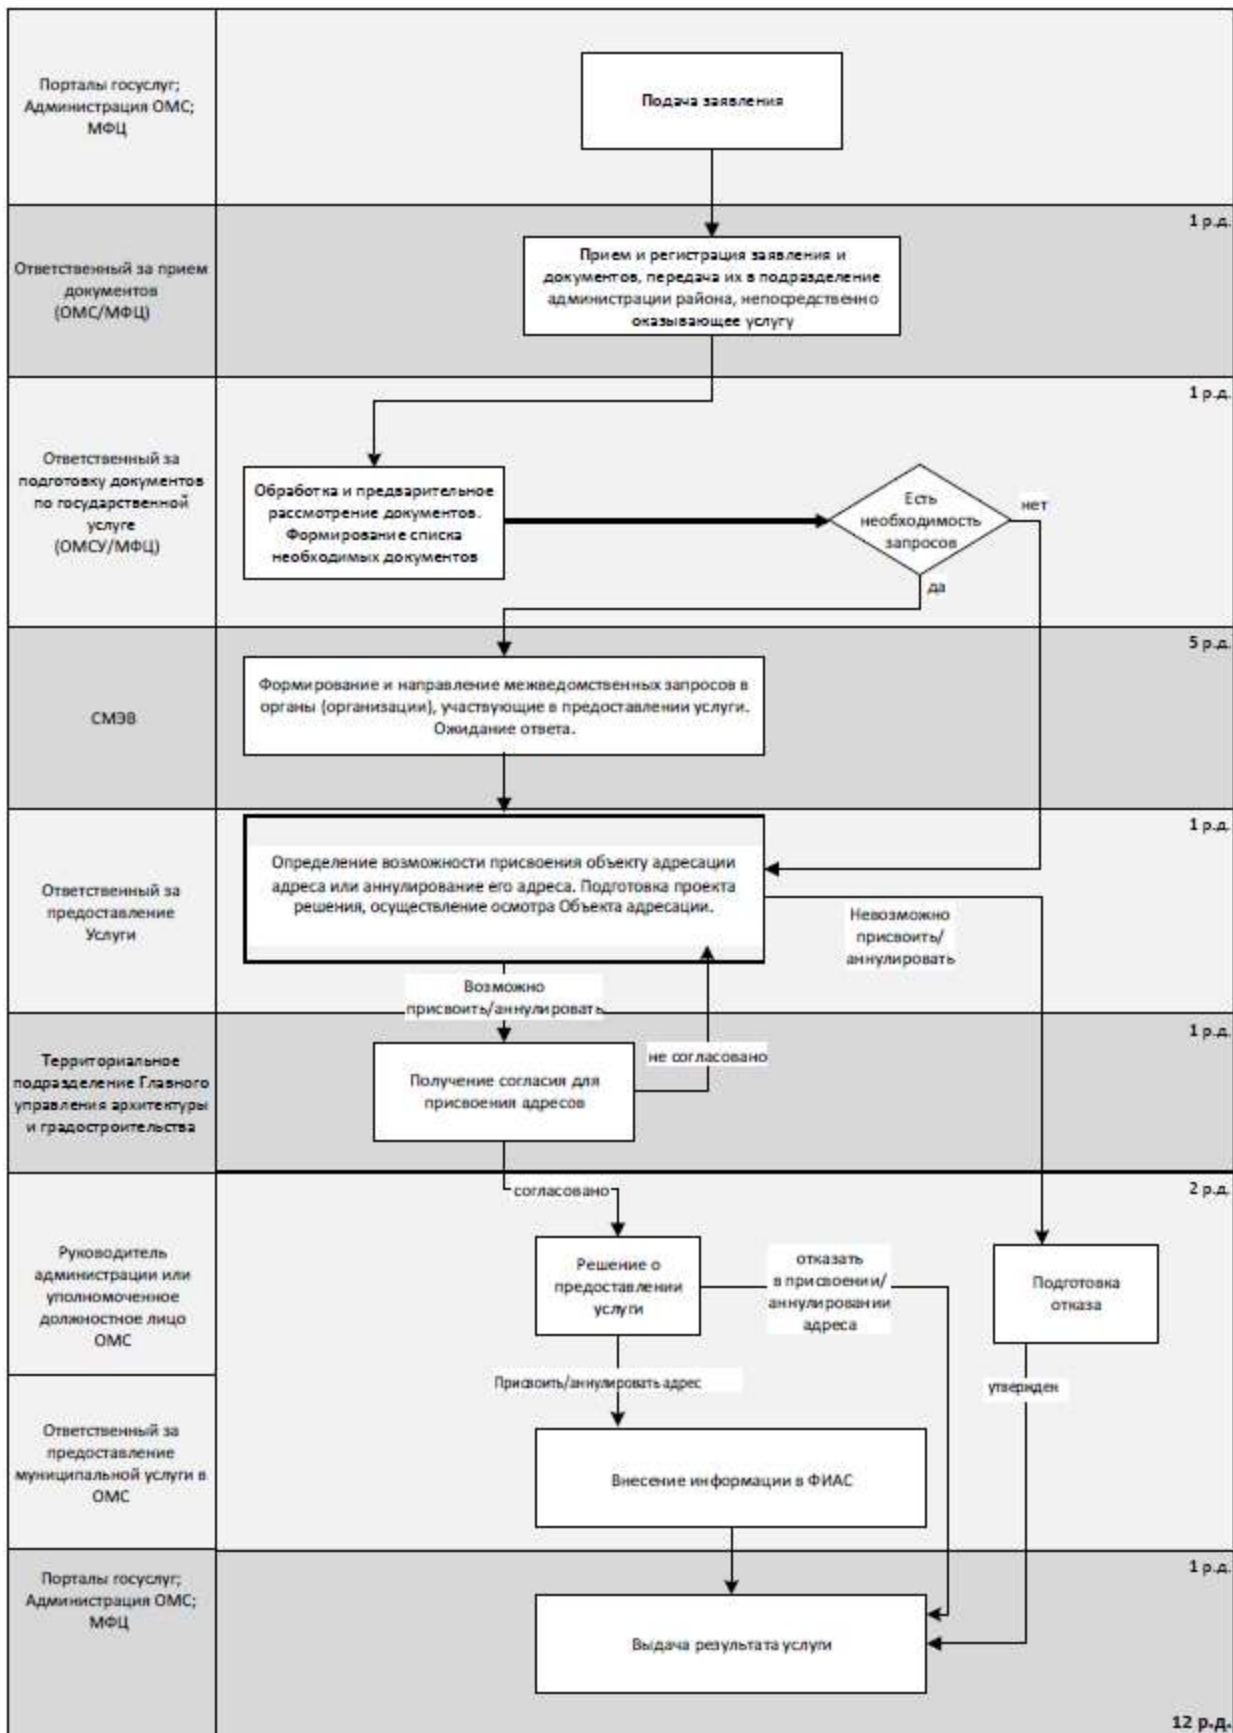 Порталы госуслуг;
Администрация ОМС;
МФЦ
Подача заявления
1 р.д.
Ответственный за прием
документов
(ОМС/МФЦ)
Прием и регистрация заявления и
документов, передача их в подразделение
администрации района, непосредственно
оказывающее услугу
1 р.д.
Ответственный за
подготовку документов
по государственной
услуге
(ОМСУ/МФЦ)
Обработка и предварительное
рассмотрение документов.
Формирование списка
необходимых документов
Есть
необходимость
запросов
нет
да
5 р.д.
СМЭВ
Формирование и направление межведомственных запросов в
органы (организации), участвующие в предоставлении услуги.
Ожидание ответа.
1 р.д.
Ответственный за
предоставление
Услуги
Определение возможности присвоения объекту адресации
адреса или аннулирование его адреса. Подготовка проекта
решения, осуществление осмотра Объекта адресации.
Невозможно
присвоить/
аннулировать
Возможно
присвоить/аннулировать
1 р.д.
Территориальное
подразделение Главного
управления архитектуры
и градостроительства
Получение согласия для
присвоения адресов
не согласовано
согласовано
2 р.д.
Руководитель
администрации или
уполномоченное
должностное лицо
ОМС
Решение о
предоставлении
услуги
отказать
в присвоении/
аннулировании
адреса
Подготовка
отказа
Присвоить/аннулировать адрес
утвержден
Ответственный за
предоставление
муниципальной услуги в
ОМС
Внесение информации в ФИАС
1 р.д.
Порталы госуслуг;
Администрация ОМС;
МФЦ
Выдача результата услуги
12 р.д.